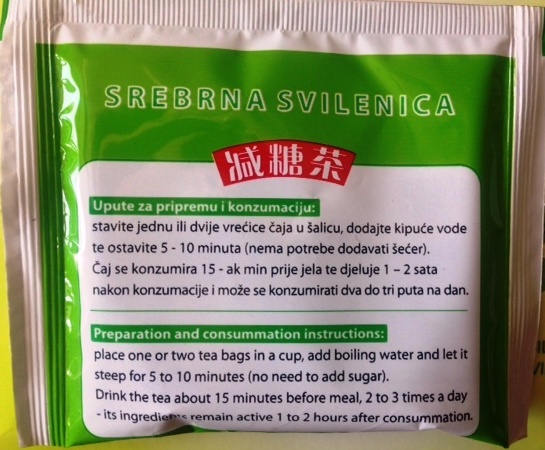 SREBRNA SVILENICA
减糖茶
Upute za pripremu i konzumaciju:
stavite jednu ili dvije vrećice čaja u šalicu, dodajte kipuće vode
te ostavite 5 - 10 minuta (nema potrebe dodavati šećer).
Čaj se konzumira 15 - ak min prije jela te djeluje 1 – 2 sata
nakon konzumacije i može se konzumirati dva do tri puta na dan.
Preparation and consummation instructions:
place one or two tea bags in a cup, add boiling water and let it
steep for 5 to 10 minutes (no need to add sugar).
Drink the tea about 15 minutes before meal, 2 to 3 times a day
- its ingredients remain active 1 to 2 hours after consummation.